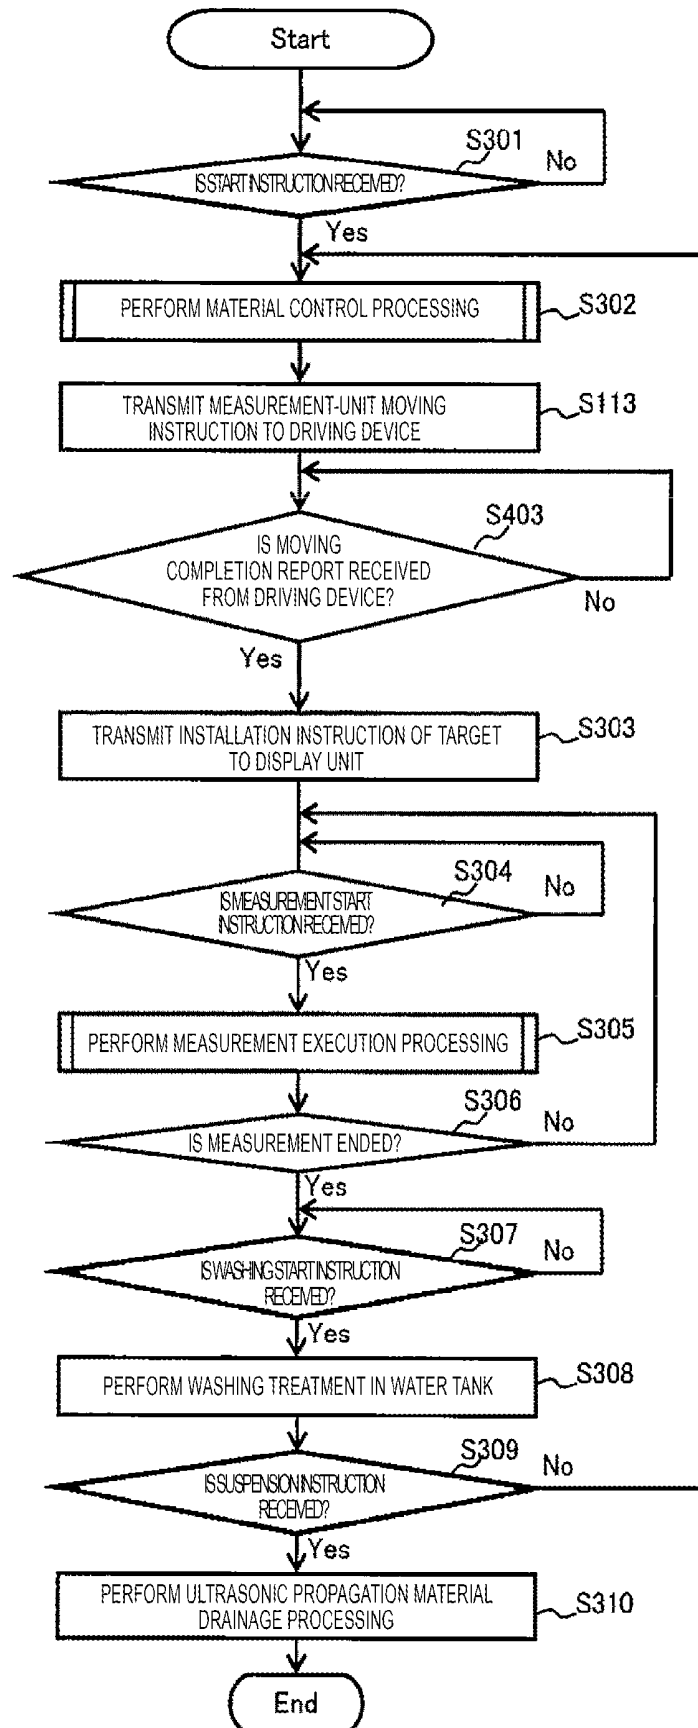 Start
S301
IS START INSTRUCTION RECEIVED?
No
Yes
PERFORM MATERIAL CONTROL PROCESSING
S302
TRANSMIT MEASUREMENT-UNIT MOVING
INSTRUCTION TO DRIVING DEVICE
S113
S403
IS MOVING
COMPLETION REPORT RECEIVED
FROM DRIVING DEVICE?
No
Yes
TRANSMIT INSTALLATION INSTRUCTION OF TARGET
TO DISPLAY UNIT
S303
S304
No
IS MEASUREMENT START
INSTRUCTION RECEIVED?
Yes
PERFORM MEASUREMENT EXECUTION PROCESSING
S305
S306
No
IS MEASUREMENT ENDED?
Yes
S307
No
IS WASHING START INSTRUCTION
RECEIVED?
Yes
PERFORM WASHING TREATMENT IN WATER TANK
S308
S309
No
IS SUSPENSION INSTRUCTION
RECEIVED?
Yes
PERFORM ULTRASONIC PROPAGATION MATERIAL
DRAINAGE PROCESSING
S310
End